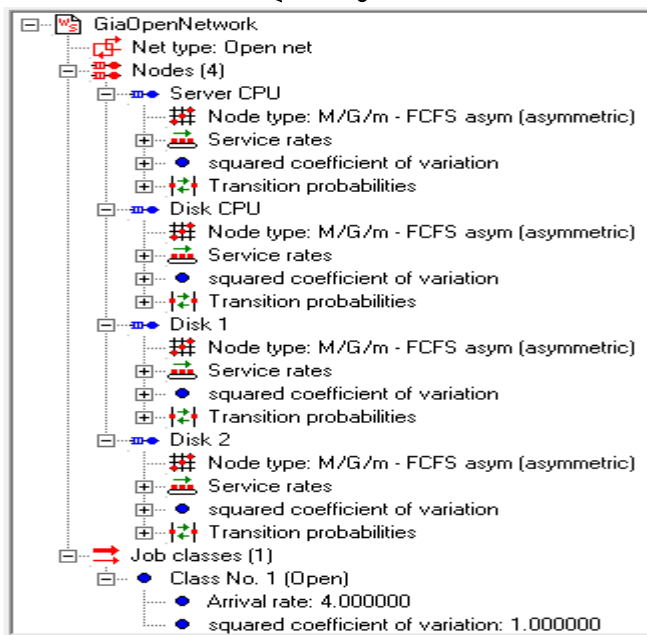 GiaOpenNetwork
Net type: Open net
Nodes (4)
Server CPU
Node type: M/G/m - FCFS asym (asymmetric)
Service rates
squared coefficient of variation
Transition probabilities
Disk CPU
Node type: M/G/m - FCFS asym (asymmetric)
Service rates
squared coefficient of variation
Transition probabilities
Disk 1
Node type: M/G/m - FCFS asym (asymmetric)
Service rates
squared coefficient of variation
Transition probabilities
Disk 2
Node type: M/G/m - FCFS asym (asymmetric)
Service rates
squared coefficient of variation
Transition probabilities
Job classes (1)
Class No. 1 (Open)
Arrival rate: 4.000000
squared coefficient of variation: 1.000000